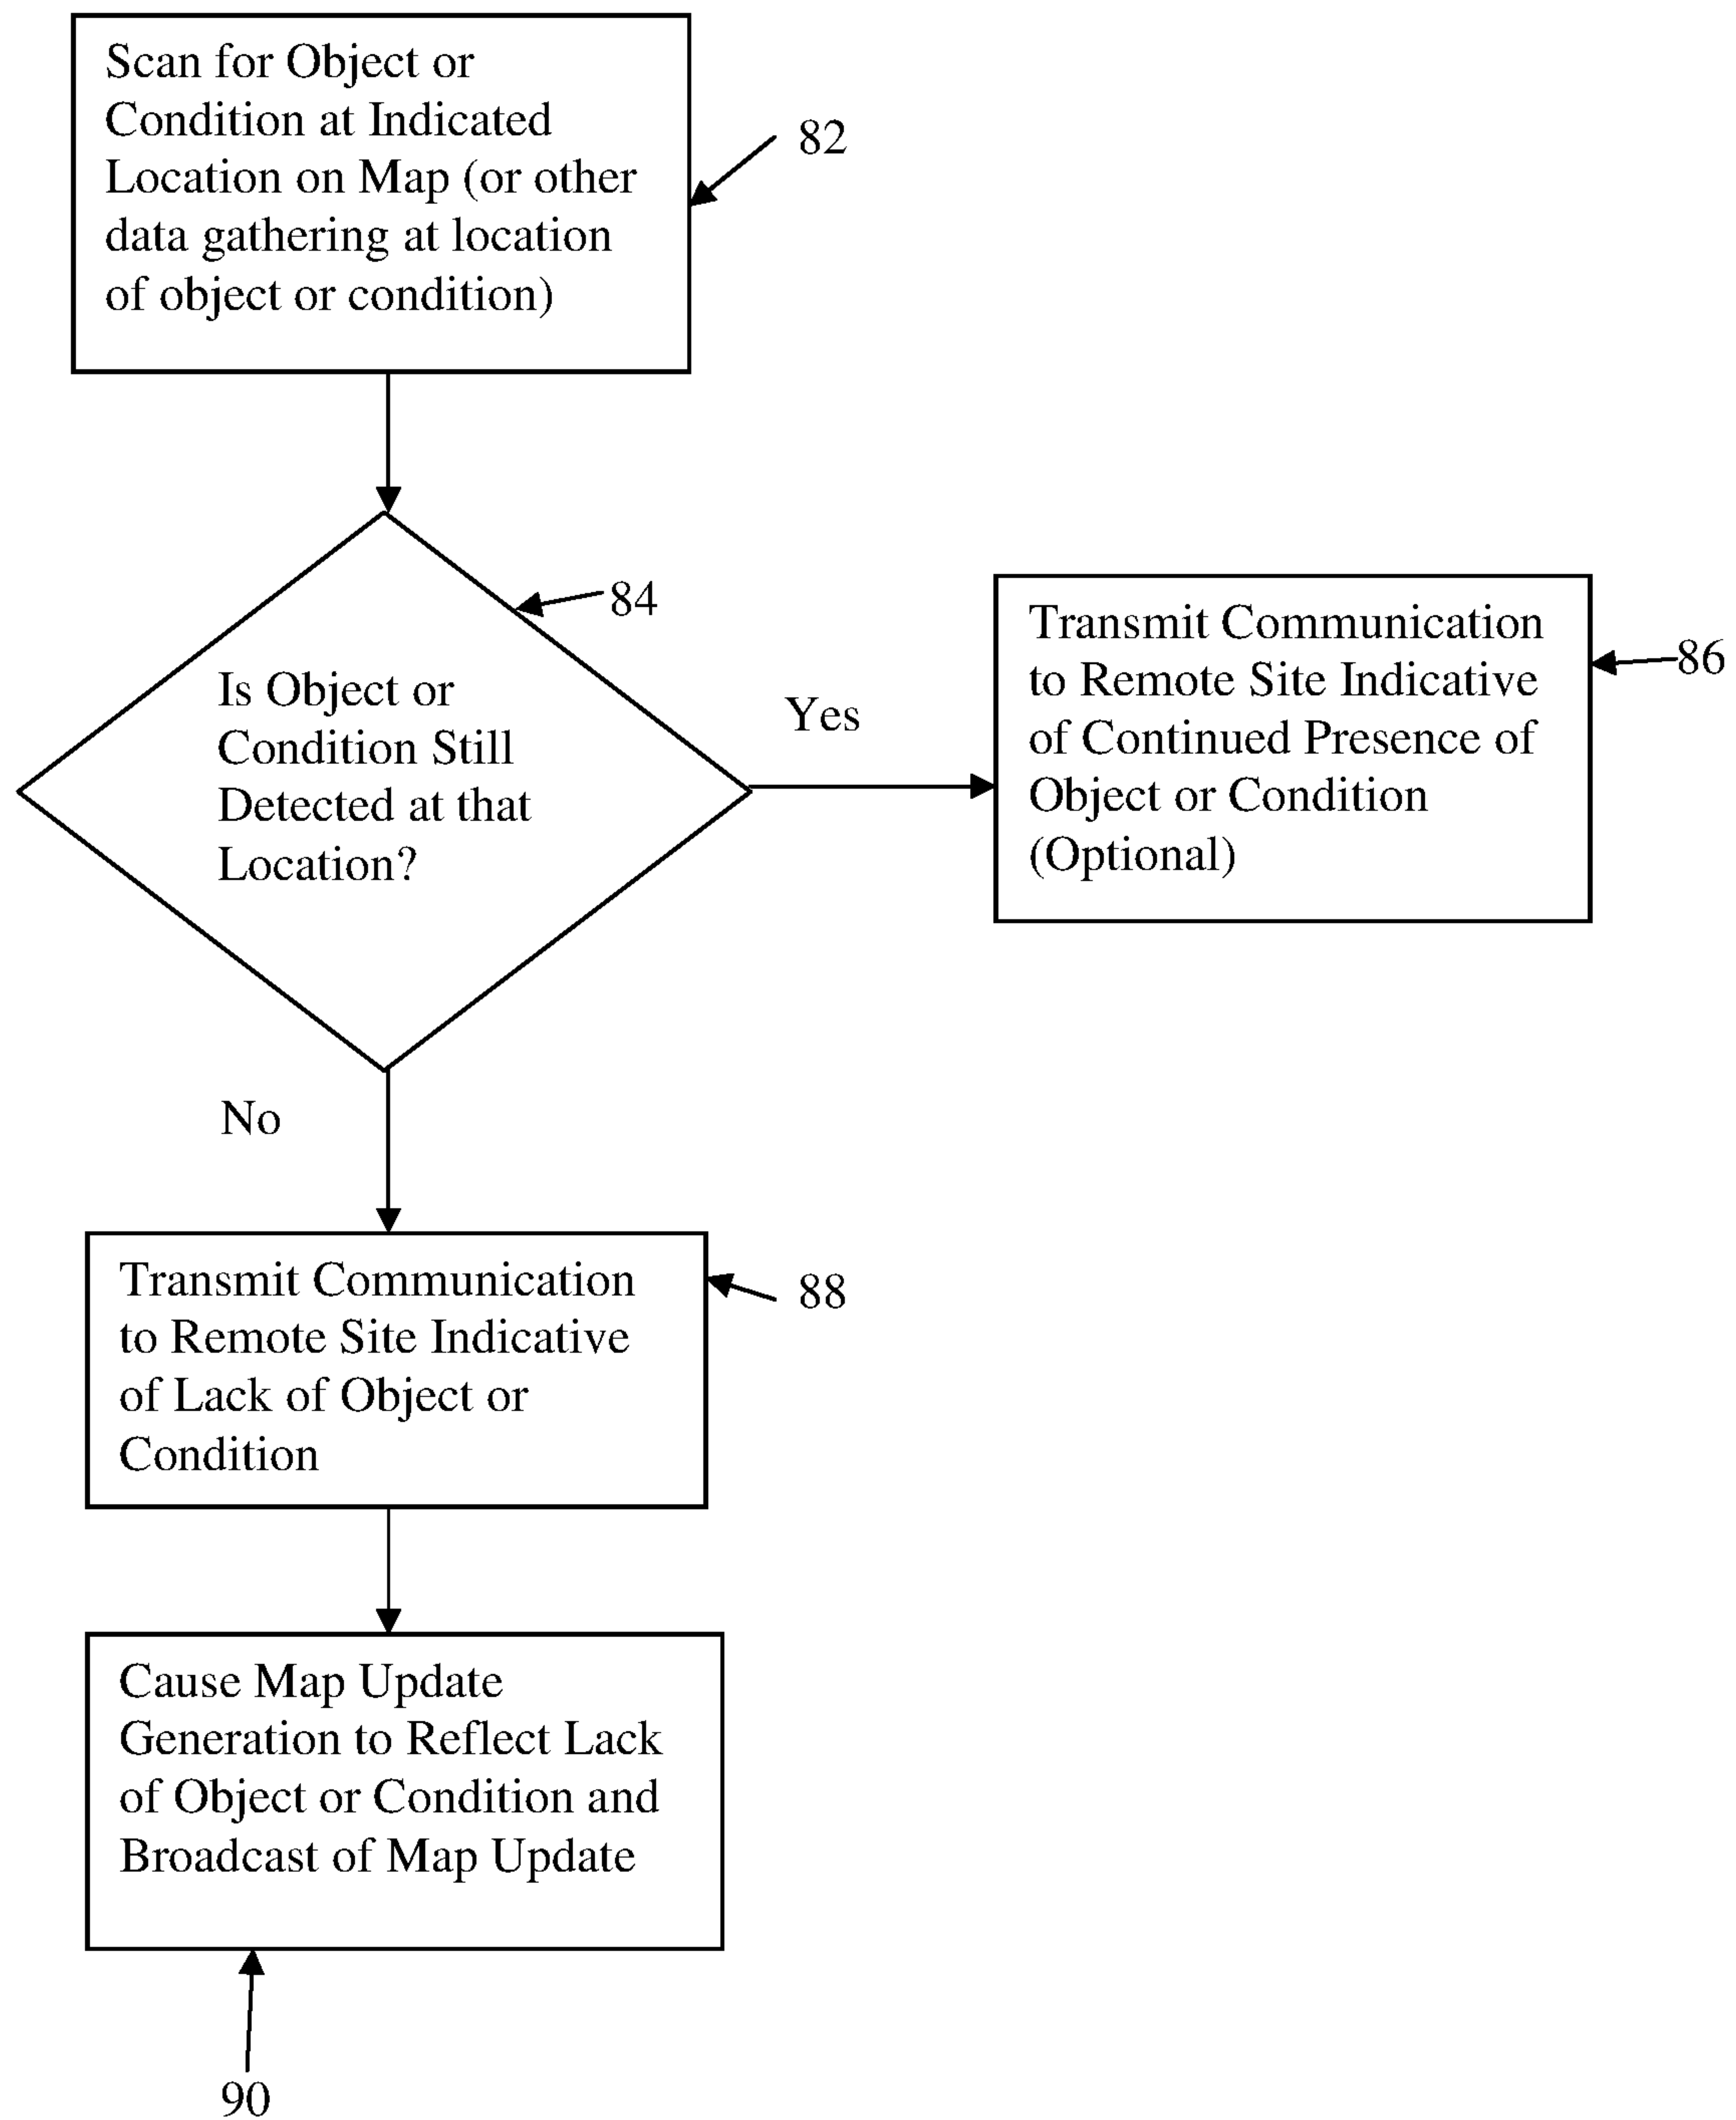 Scan for Object or
Condition at Indicated
Location on Map (or other
data gathering at location
of object or condition)
82
84
Is Object or
Condition Still
Detected at that
Location?
Yes
Transmit Communication
to Remote Site Indicative
of Continued Presence of
Object or Condition
(Optional)
86
No
Transmit Communication
to Remote Site Indicative
of Lack of Object or
Condition
88
Cause Map Update
Generation to Reflect Lack
of Object or Condition and
Broadcast of Map Update
90